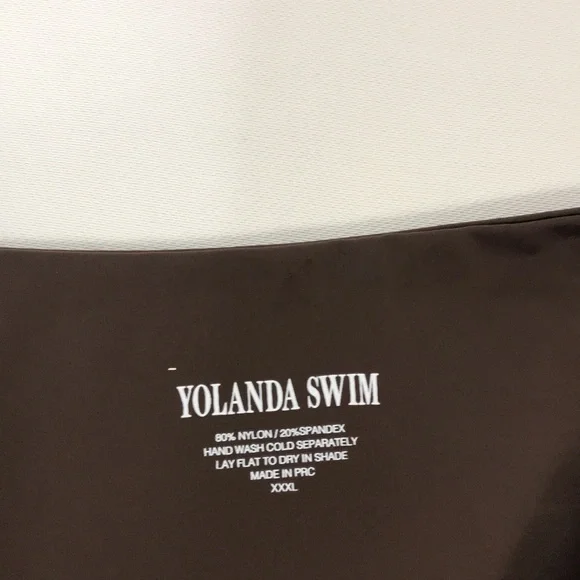 YOLANDA SWIM
80% NYLON / 20%SPANDEX
HAND WASH COLD SEPARATELY
LAY FLAT TO DRY IN SHADE
MADE IN PRC
XXXL